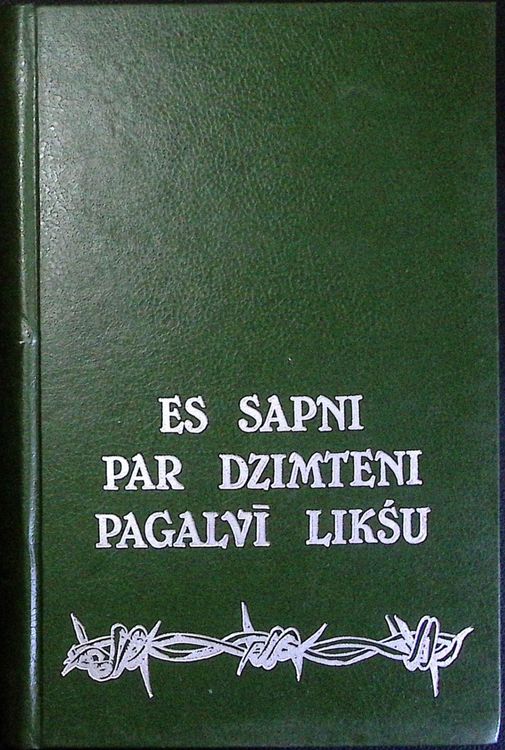 ES SAPNI
PAR DZIMTENI
PAGALVĪ LIKŠU